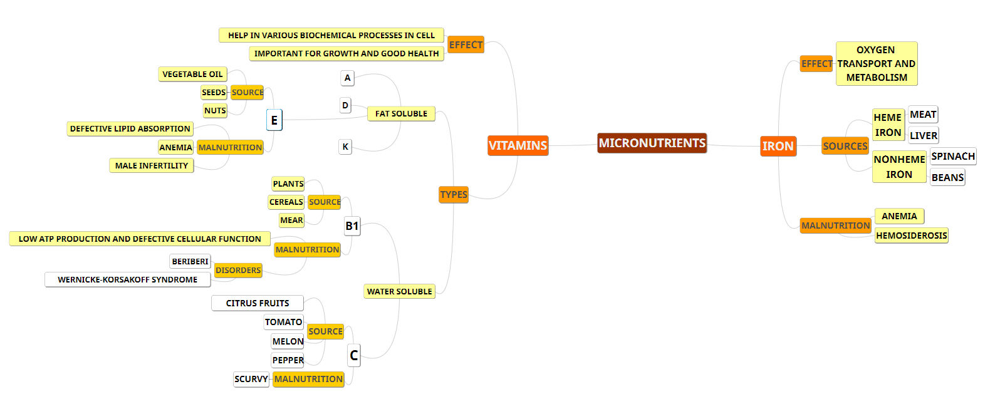 MICRONUTRIENTS
VITAMINS
EFFECT
HELP IN VARIOUS BIOCHEMICAL PROCESSES IN CELL
IMPORTANT FOR GROWTH AND GOOD HEALTH
TYPES
FAT SOLUBLE
A
D
E
SOURCE
VEGETABLE OIL
SEEDS
NUTS
MALNUTRITION
DEFECTIVE LIPID ABSORPTION
ANEMIA
MALE INFERTILITY
K
WATER SOLUBLE
B1
SOURCE
PLANTS
CEREALS
MEAR
MALNUTRITION
LOW ATP PRODUCTION AND DEFECTIVE CELLULAR FUNCTION
DISORDERS
BERIBERI
WERNICKE-KORSAKOFF SYNDROME
C
SOURCE
CITRUS FRUITS
TOMATO
MELON
PEPPER
MALNUTRITION
SCURVY
IRON
EFFECT
OXYGEN
TRANSPORT AND
METABOLISM
SOURCES
HEME
IRON
MEAT
LIVER
NONHEME
IRON
SPINACH
BEANS
MALNUTRITION
ANEMIA
HEMOSIDEROSIS